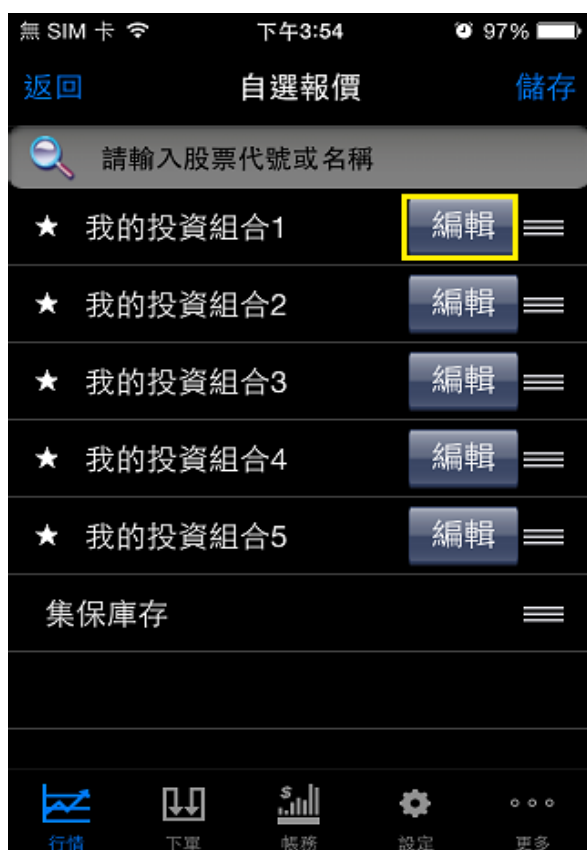 無 SIM 卡 下午3:54 97%
返回 自選報價 儲存
請輸入股票代號或名稱
★ 我的投資組合1 編輯
★ 我的投資組合2 編輯
★ 我的投資組合3 編輯
★ 我的投資組合4 編輯
★ 我的投資組合5 編輯
集保庫存
行情 下單 帳務 設定 更多